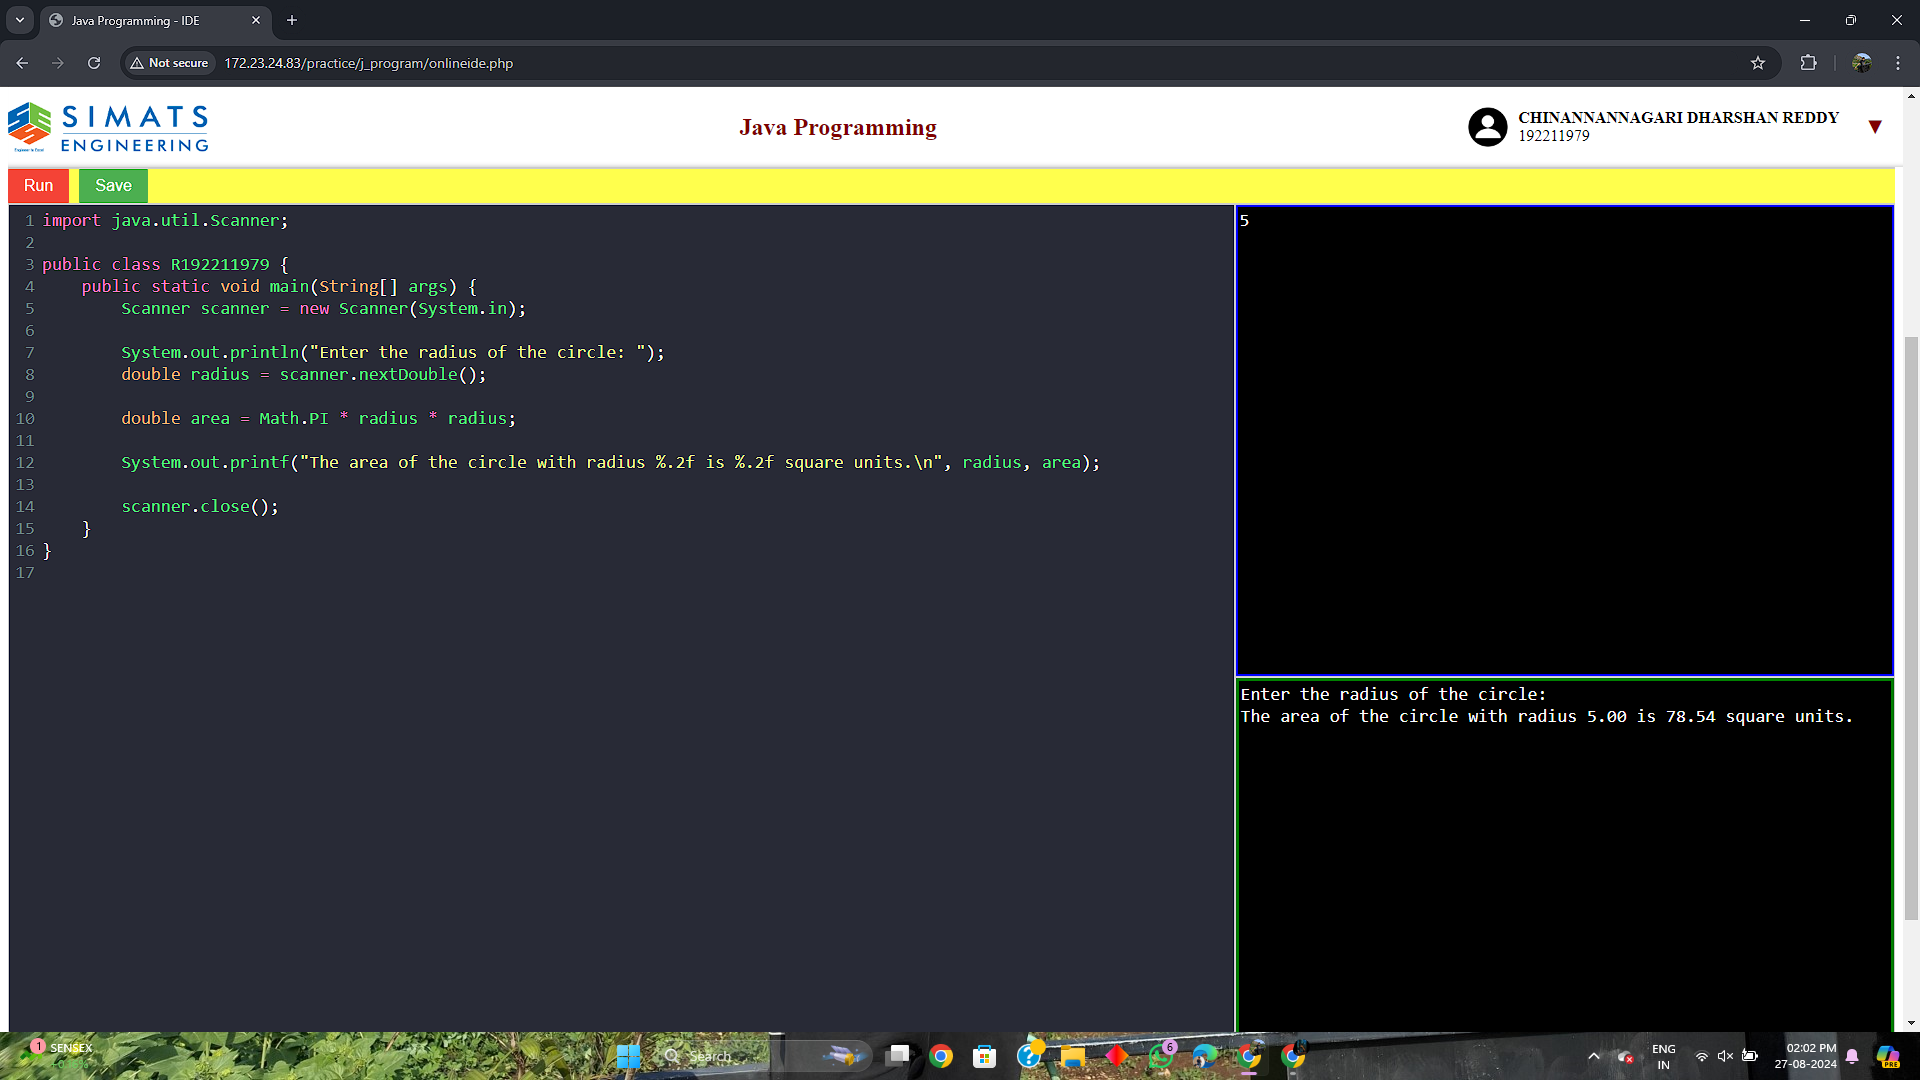 Java Programming - IDE
Not secure
172.23.24.83/practice/j_program/onlineide.php
SIMATS
ENGINEERING
Java Programming
CHINANNANNAGARI DHARSHAN REDDY
192211979
Run
Save
1 import java.util.Scanner;
2
3 public class R192211979 {
4     public static void main(String[] args) {
5         Scanner scanner = new Scanner(System.in);
6
7         System.out.println("Enter the radius of the circle: ");
8         double radius = scanner.nextDouble();
9
10         double area = Math.PI * radius * radius;
11
12         System.out.printf("The area of the circle with radius %.2f is %.2f square units.\n", radius, area);
13
14         scanner.close();
15     }
16 }
17
5
Enter the radius of the circle:
The area of the circle with radius 5.00 is 78.54 square units.
1
SENSEX
Search
6
ENG
IN
02:02 PM
27-08-2024
PRE